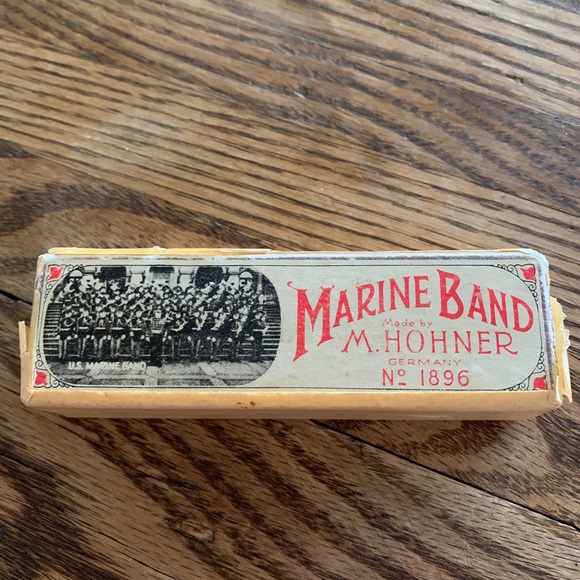 U.S. MARINE BAND
MARINE BAND
Made by
M. HOHNER
GERMANY
Nº 1896